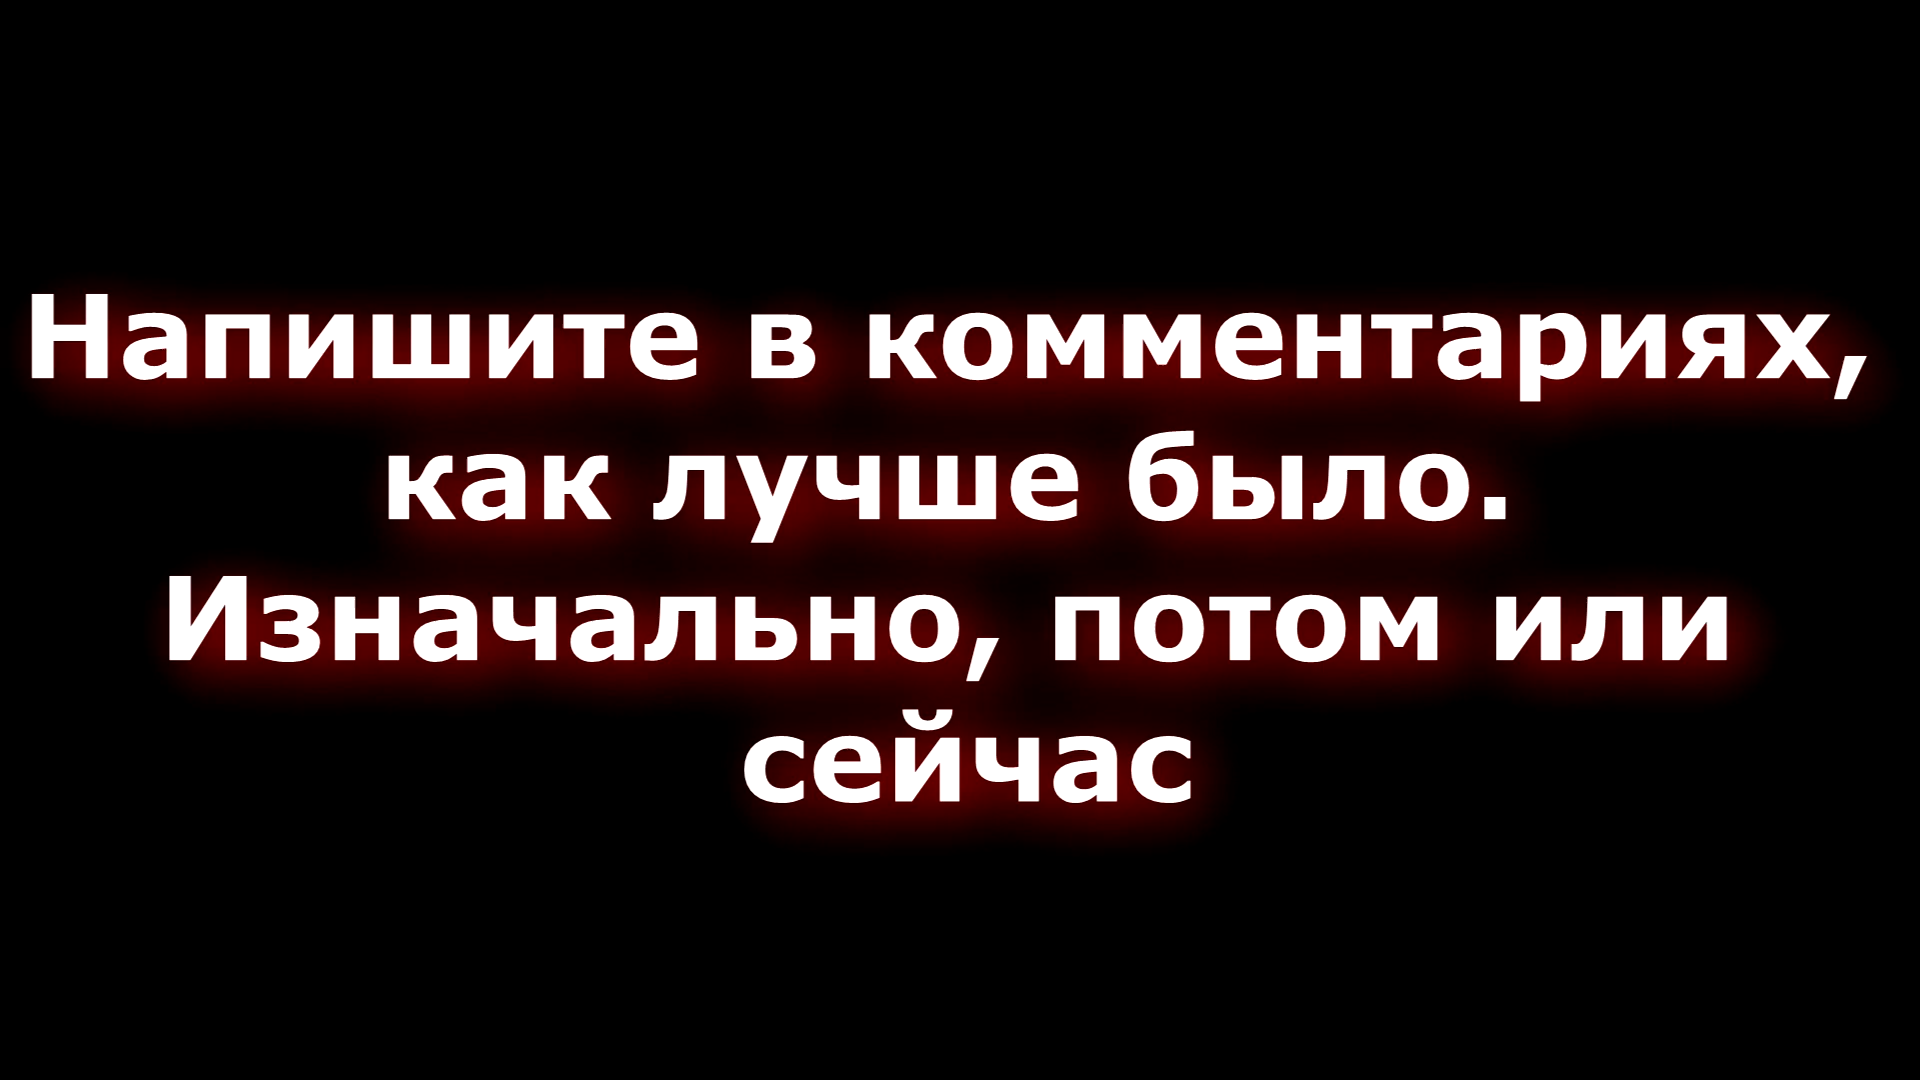 Напишите в комментариях,
как лучше было.
Изначально, потом или
сейчас